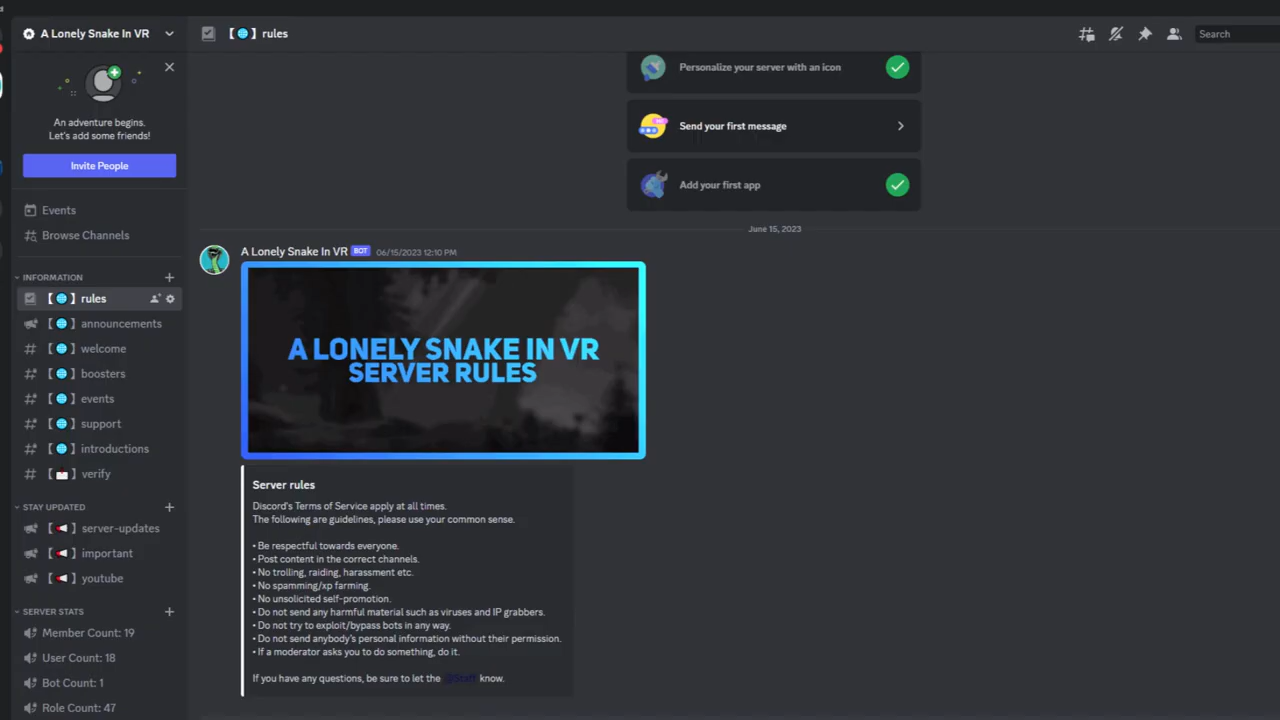 A Lonely Snake In VR
An adventure begins.
Let's add some friends!
Invite People
Events
Browse Channels
INFORMATION
【🌐】rules
【🌐】announcements
【🌐】welcome
【🌐】boosters
【🌐】events
【🌐】support
【🌐】introductions
【📩】verify
STAY UPDATED
【📢】server-updates
【📢】important
【📢】youtube
SERVER STATS
Member Count: 19
User Count: 18
Bot Count: 1
Role Count: 47
【🌐】rules
Search
Personalize your server with an icon
Send your first message
Add your first app
June 15, 2023
A Lonely Snake In VR BOT 06/15/2023 12:10 PM
A LONELY SNAKE IN VR
SERVER RULES
Server rules
Discord's Terms of Service apply at all times.
The following are guidelines, please use your common sense.
• Be respectful towards everyone.
• Post content in the correct channels.
• No trolling, raiding, harassment etc.
• No spamming/xp farming.
• No unsolicited self-promotion.
• Do not send any harmful material such as viruses and IP grabbers.
• Do not try to exploit/bypass bots in any way.
• Do not send anybody's personal information without their permission.
• If a moderator asks you to do something, do it.
If you have any questions, be sure to let the @Staff know.